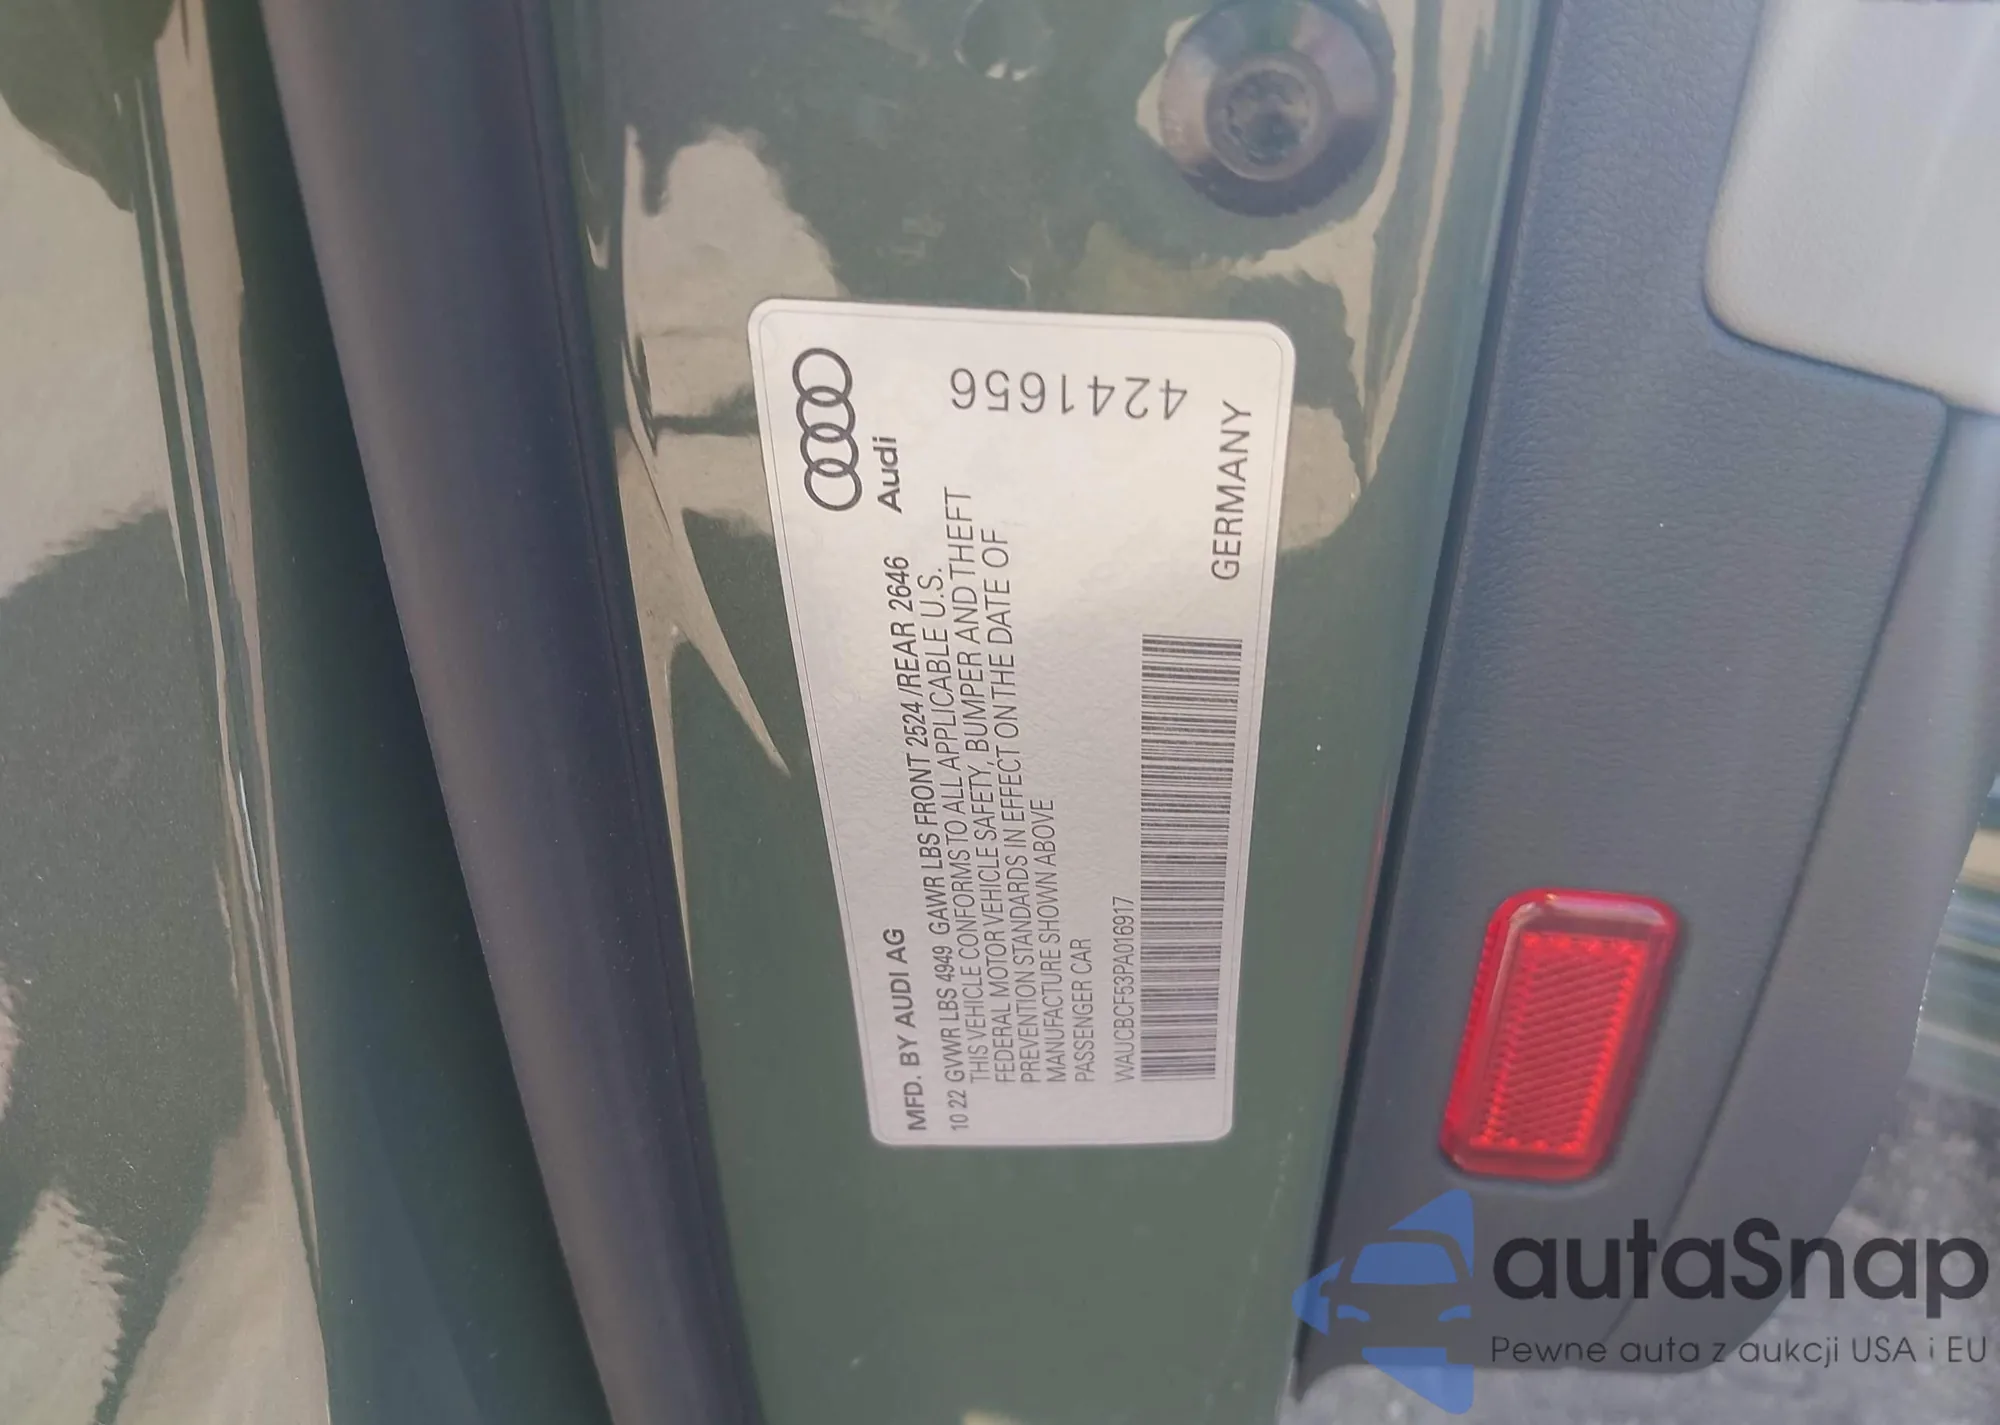 Audi
4241656
MFD. BY AUDI AG
10 22 GVWR LBS 4949 GAWR LBS FRONT 2524/REAR 2646
THIS VEHICLE CONFORMS TO ALL APPLICABLE U.S.
FEDERAL MOTOR VEHICLE SAFETY, BUMPER AND THEFT
PREVENTION STANDARDS IN EFFECT ON THE DATE OF
MANUFACTURE SHOWN ABOVE
PASSENGER CAR
WAUCBCF53PA016917
GERMANY
autaSnap
Pewne auta z aukcji USA i EU